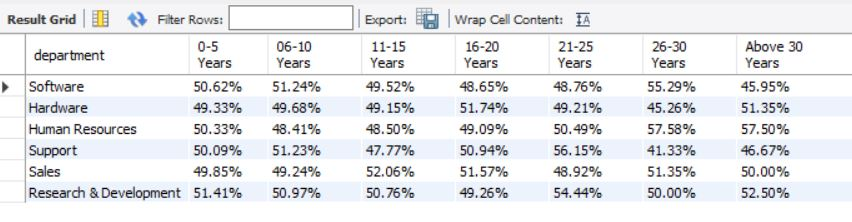 Result Grid Filter Rows: Export: Wrap Cell Content: IA
department 0-5 Years 06-10 Years 11-15 Years 16-20 Years 21-25 Years 26-30 Years Above 30 Years
Software 50.62% 51.24% 49.52% 48.65% 48.76% 55.29% 45.95%
Hardware 49.33% 49.68% 49.15% 51.74% 49.21% 45.26% 51.35%
Human Resources 50.33% 48.41% 48.50% 49.09% 50.49% 57.58% 57.50%
Support 50.09% 51.23% 47.77% 50.94% 56.15% 41.33% 46.67%
Sales 49.85% 49.24% 52.06% 51.57% 48.92% 51.35% 50.00%
Research & Development 51.41% 50.97% 50.76% 49.26% 54.44% 50.00% 52.50%